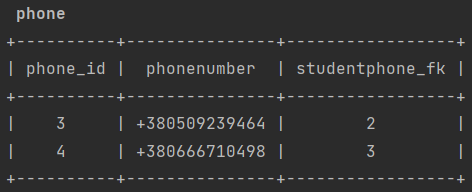 phone
+----------+---------------+-----------------+
| phone_id |  phonenumber  | studentphone_fk |
+----------+---------------+-----------------+
|    3     | +380509239464 |        2        |
|    4     | +380666710498 |        3        |
+----------+---------------+-----------------+